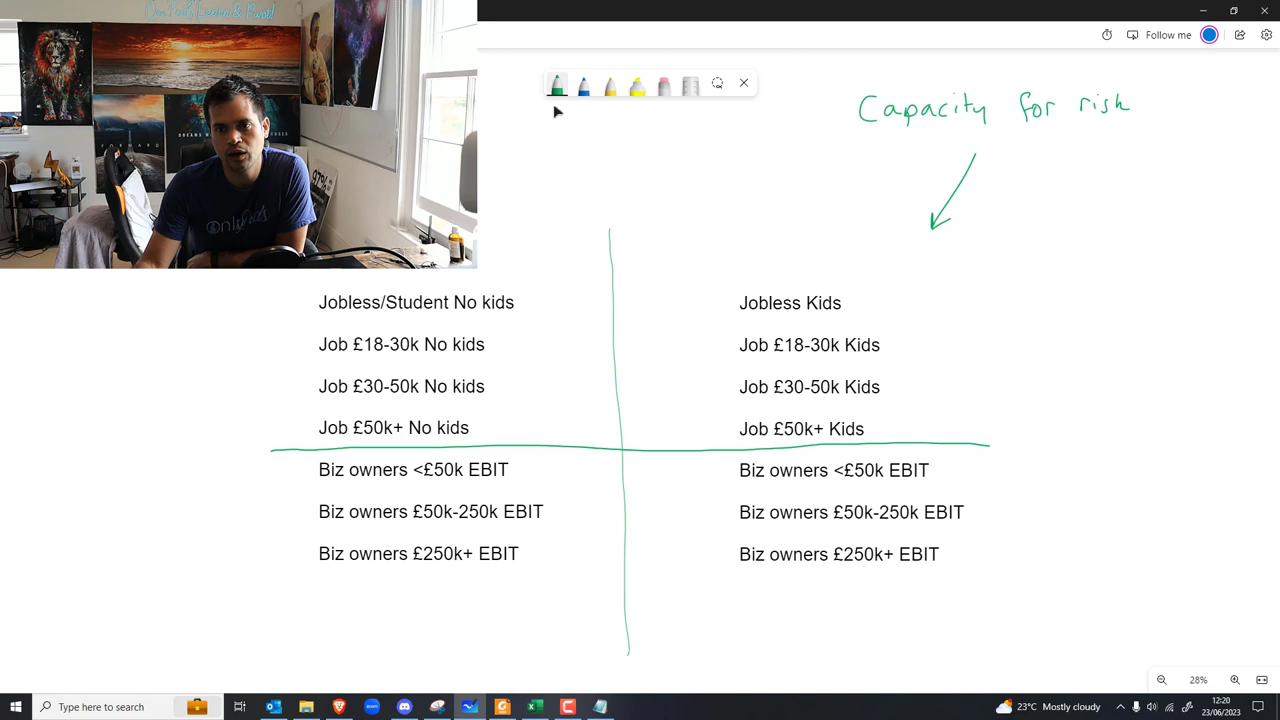 Follow me
Capacity for risk
97%
FORWARD
Jobless/Student No kids
Job £18-30k No kids
Job £30-50k No kids
Job £50k+ No kids
Biz owners <£50k EBIT
Biz owners £50k-250k EBIT
Biz owners £250k+ EBIT
Jobless Kids
Job £18-30k Kids
Job £30-50k Kids
Job £50k+ Kids
Biz owners <£50k EBIT
Biz owners £50k-250k EBIT
Biz owners £250k+ EBIT
28%
Type here to search
23°C Mostly cloudy
12:20
23/06/2023